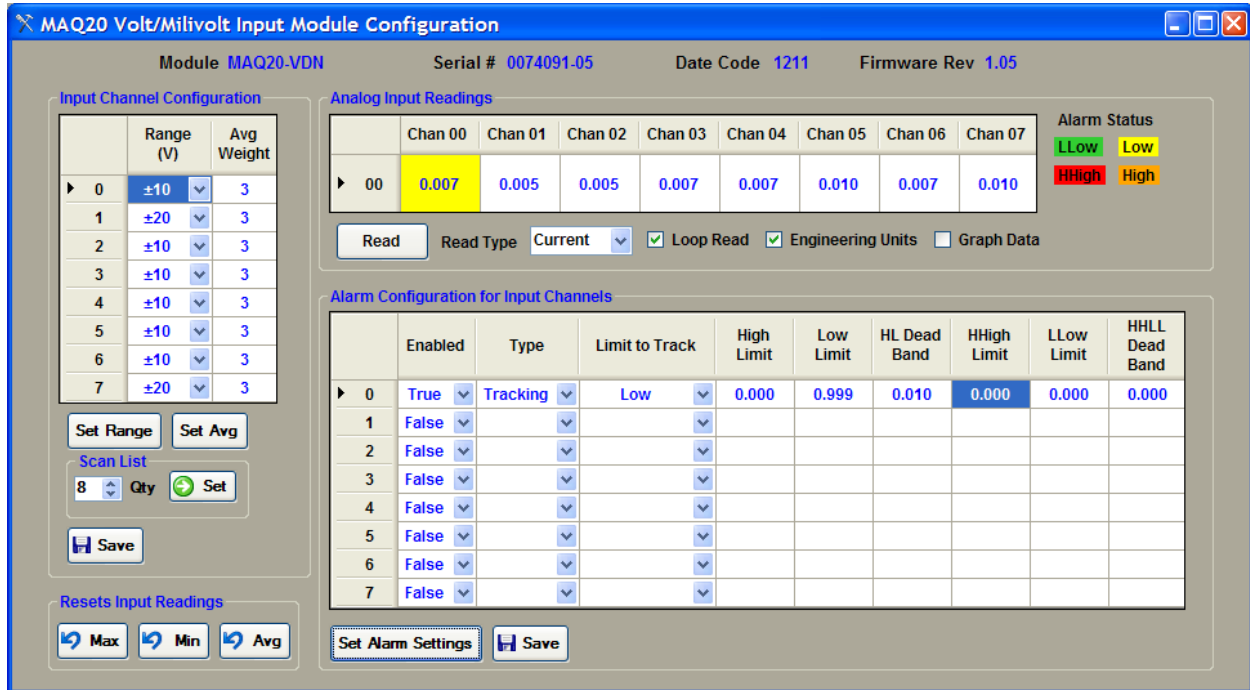 MAQ20 Volt/Milivolt Input Module Configuration
Module MAQ20-VDN Serial # 0074091-05 Date Code 1211 Firmware Rev 1.05
Input Channel Configuration
Range (V) Avg Weight
0 ±10 3
1 ±20 3
2 ±10 3
3 ±10 3
4 ±10 3
5 ±10 3
6 ±10 3
7 ±20 3
Set Range Set Avg
Scan List
8 Qty Set
Save
Resets Input Readings
Max Min Avg
Analog Input Readings
Chan 00 Chan 01 Chan 02 Chan 03 Chan 04 Chan 05 Chan 06 Chan 07
00 0.007 0.005 0.005 0.007 0.007 0.010 0.007 0.010
Alarm Status
LLow Low
HHigh High
Read Read Type Current Loop Read Engineering Units Graph Data
Alarm Configuration for Input Channels
Enabled Type Limit to Track High Limit Low Limit HL Dead Band HHigh Limit LLow Limit HHLL Dead Band
0 True Tracking Low 0.000 0.999 0.010 0.000 0.000 0.000
1 False
2 False
3 False
4 False
5 False
6 False
7 False
Set Alarm Settings Save